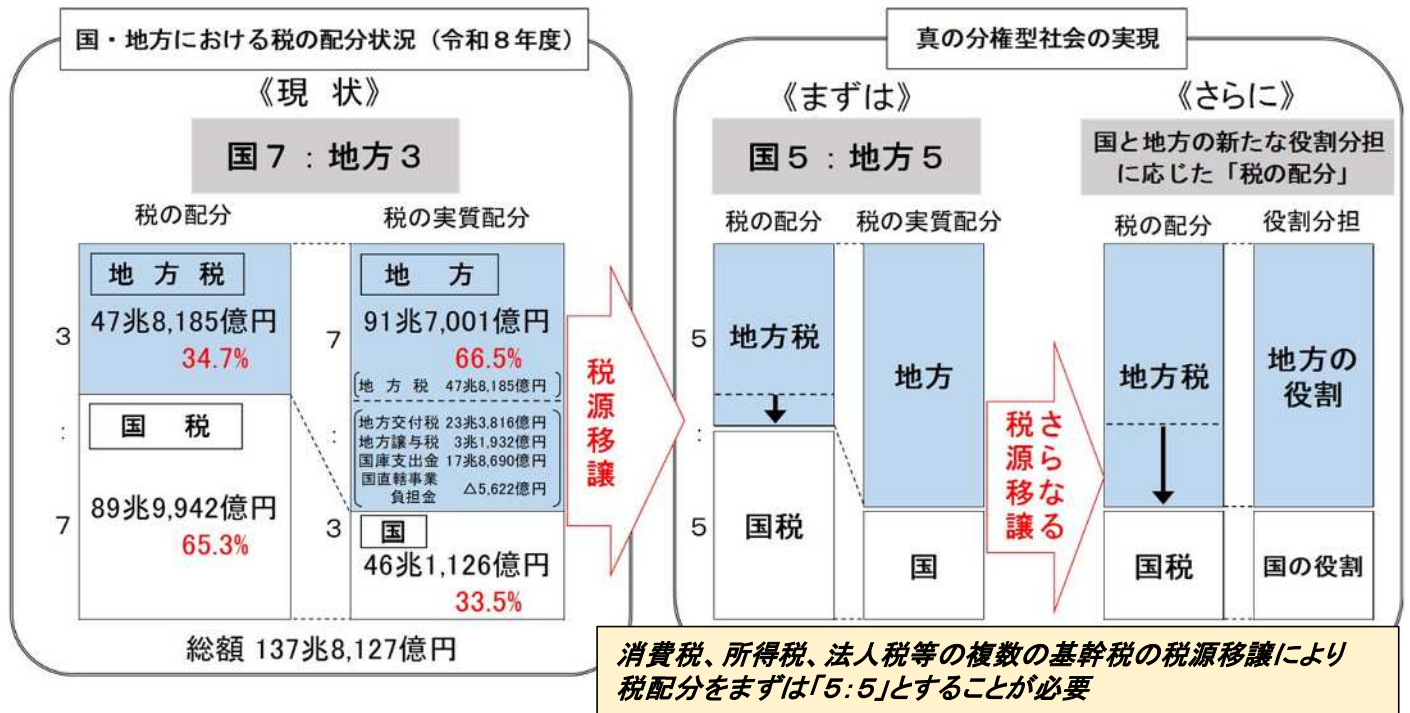 国・地方における税の配分状況（令和８年度）
《現 状》
国７：地方３
税の配分
税の実質配分
３
：
７
地 方 税
47兆8,185億円
34.7%
国 税
89兆9,942億円
65.3%
７
：
３
地 方
91兆7,001億円
66.5%
地 方 税 47兆8,185億円
地方交付税 23兆3,816億円
地方譲与税 3兆1,932億円
国庫支出金 17兆8,690億円
国直轄事業
負担金 △5,622億円
国
46兆1,126億円
33.5%
総額 137兆8,127億円
税源移譲
真の分権型社会の実現
《まずは》
国５：地方５
税の配分
税の実質配分
５
：
５
地方税
国税
地方
国
さらなる
税源移譲
《さらに》
国と地方の新たな役割分担
に応じた「税の配分」
税の配分
役割分担
地方税
国税
地方の
役割
国の役割
消費税、所得税、法人税等の複数の基幹税の税源移譲により
税配分をまずは「５：５」とすることが必要